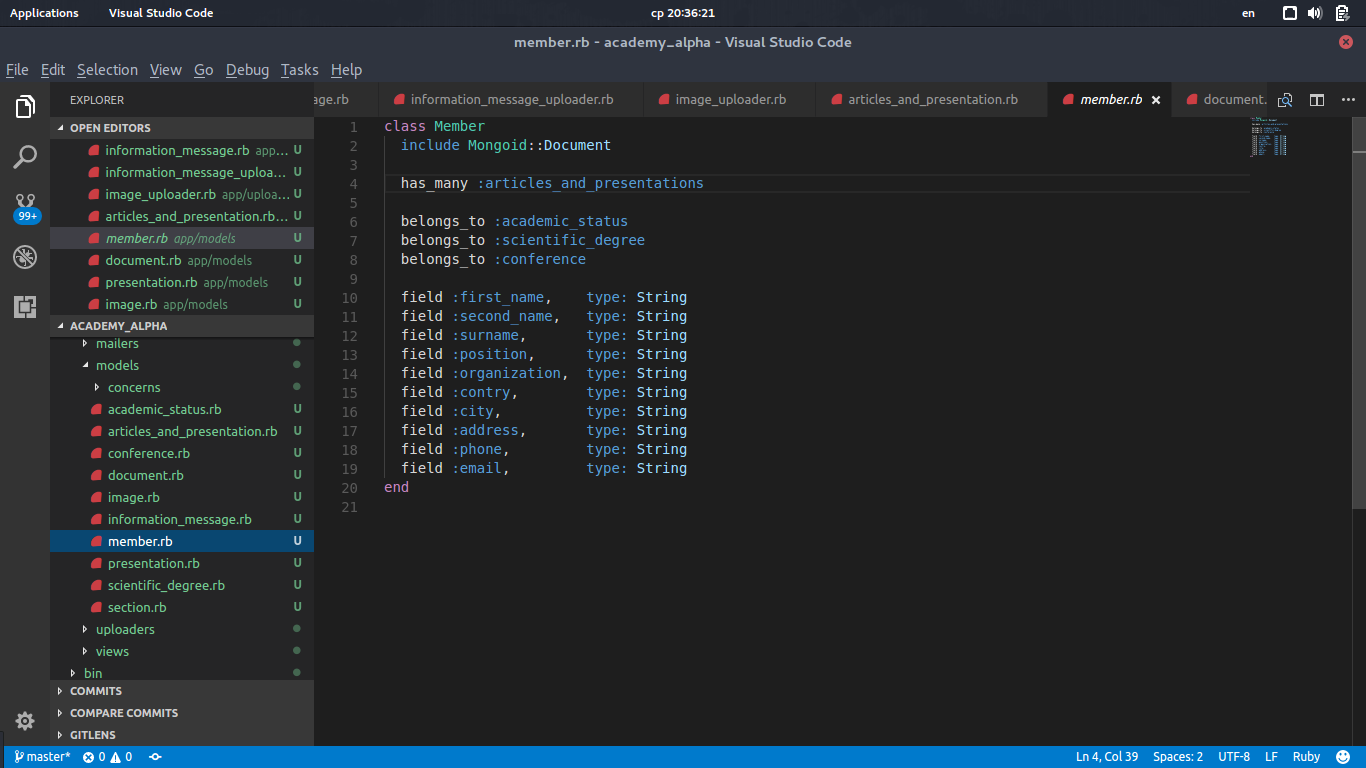 Applications Visual Studio Code ср 20:36:21 en
member.rb - academy_alpha - Visual Studio Code
File Edit Selection View Go Debug Tasks Help
EXPLORER
OPEN EDITORS
information_message.rb app... U
information_message_uploa... U
image_uploader.rb app/uploa... U
articles_and_presentation.rb... U
member.rb app/models U
document.rb app/models U
presentation.rb app/models U
image.rb app/models U
ACADEMY_ALPHA
mailers
models
concerns
academic_status.rb U
articles_and_presentation.rb U
conference.rb U
document.rb U
image.rb U
information_message.rb U
member.rb U
presentation.rb U
scientific_degree.rb U
section.rb U
uploaders
views
bin
COMMITS
COMPARE COMMITS
GITLENS
99+
age.rb information_message_uploader.rb image_uploader.rb articles_and_presentation.rb member.rb document.
1 class Member
2 include Mongoid::Document
3
4 has_many :articles_and_presentations
5
6 belongs_to :academic_status
7 belongs_to :scientific_degree
8 belongs_to :conference
9
10 field :first_name, type: String
11 field :second_name, type: String
12 field :surname, type: String
13 field :position, type: String
14 field :organization, type: String
15 field :contry, type: String
16 field :city, type: String
17 field :address, type: String
18 field :phone, type: String
19 field :email, type: String
20 end
21
master* 0 0 Ln 4, Col 39 Spaces: 2 UTF-8 LF Ruby